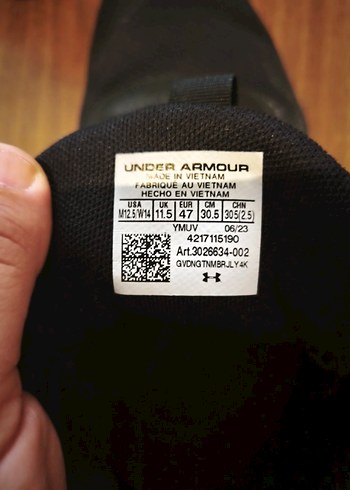 UNDER ARMOUR
MADE IN VIETNAM
FABRIQUÉ AU VIETNAM
HECHO EN VIETNAM
USA UK EUR CM CHN
M12.5/W14 11.5 47 30.5 305(2.5)
YMUV 06/23
4217115190
Art.3026634-002
GVDNGTNMBRJLY4K